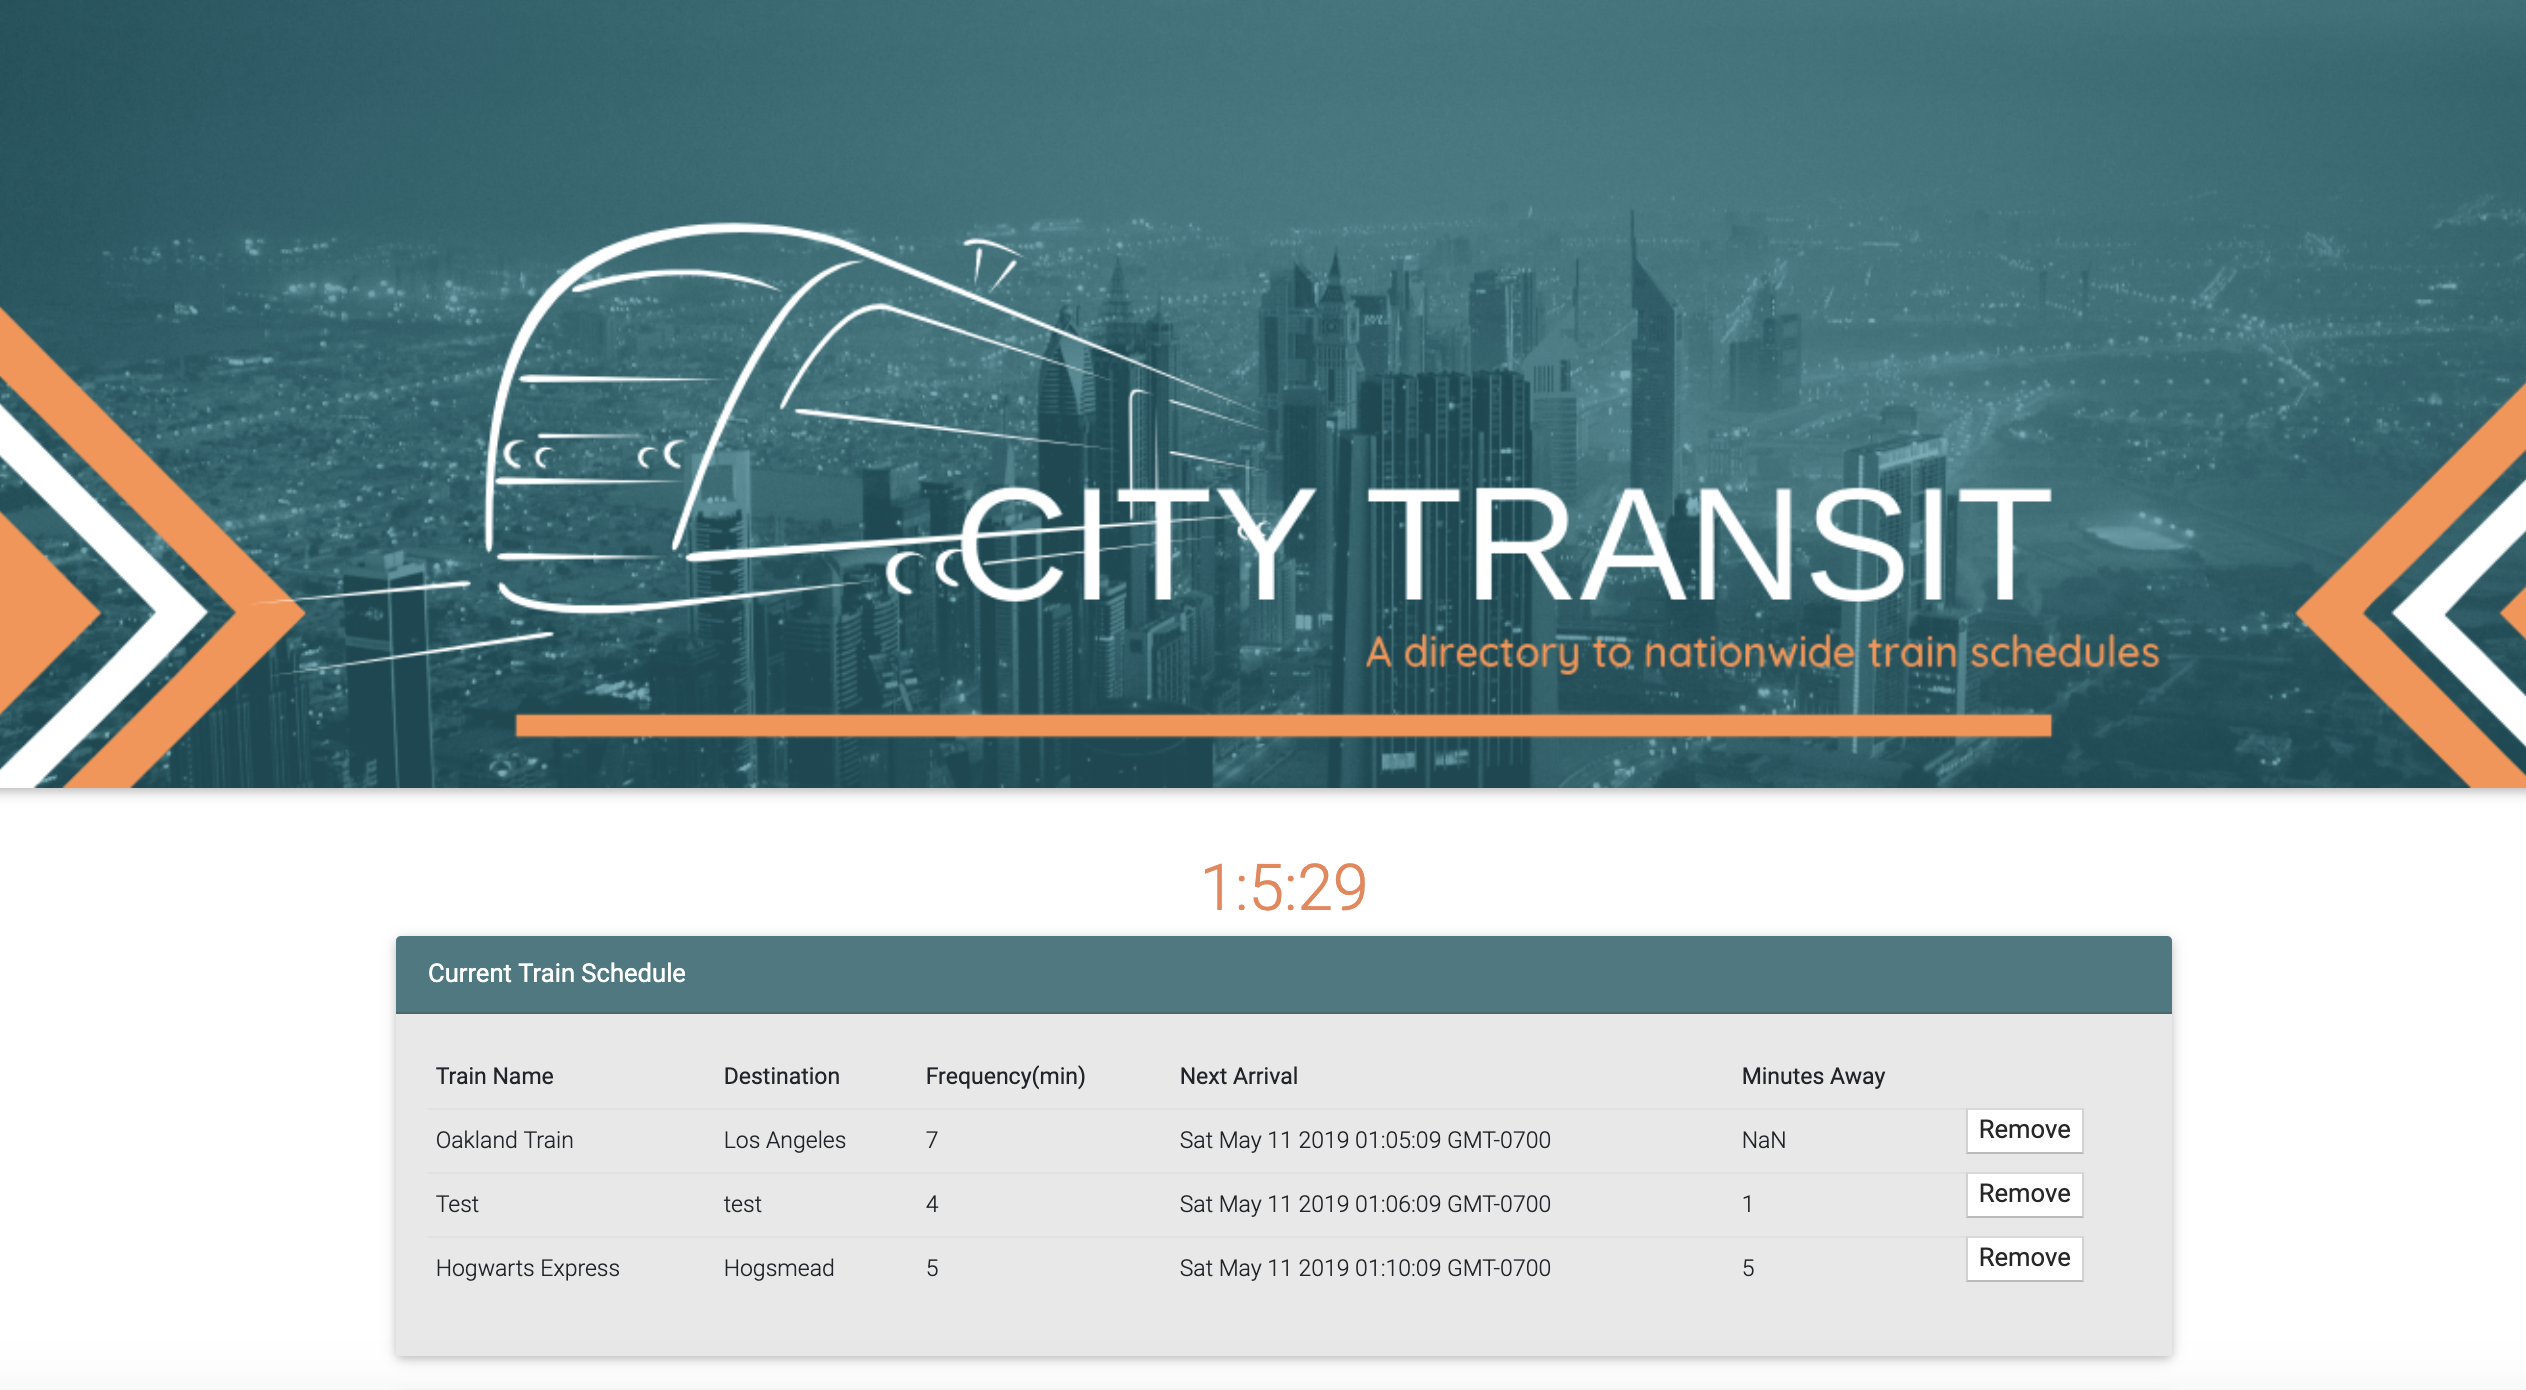 CITY TRANSIT
A directory to nationwide train schedules
1:5:29
Current Train Schedule
Train Name Destination Frequency(min) Next Arrival Minutes Away
Oakland Train Los Angeles 7 Sat May 11 2019 01:05:09 GMT-0700 NaN Remove
Test test 4 Sat May 11 2019 01:06:09 GMT-0700 1 Remove
Hogwarts Express Hogsmead 5 Sat May 11 2019 01:10:09 GMT-0700 5 Remove